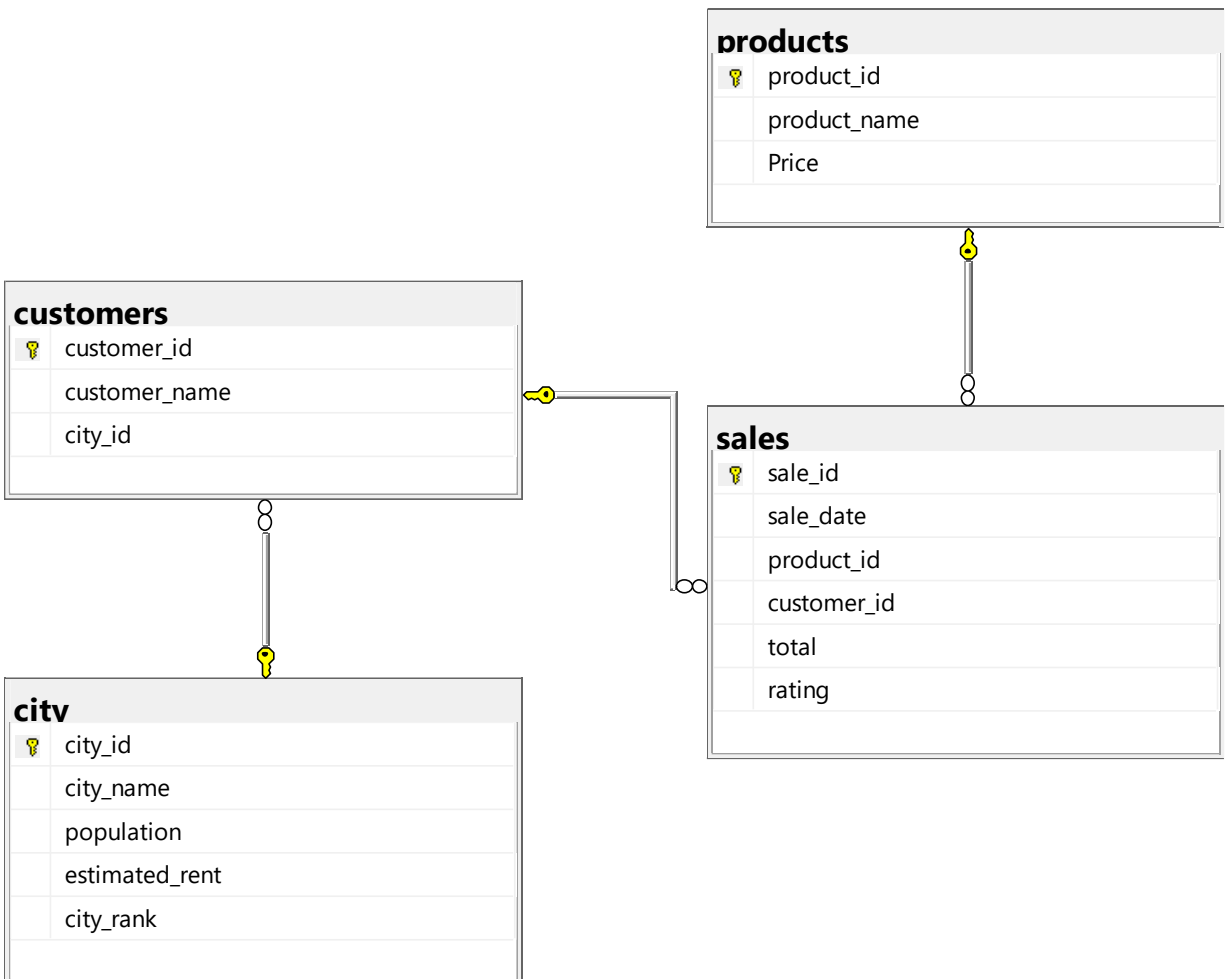 products
product_id
product_name
Price
customers
customer_id
customer_name
city_id
sales
sale_id
sale_date
product_id
customer_id
total
rating
city
city_id
city_name
population
estimated_rent
city_rank